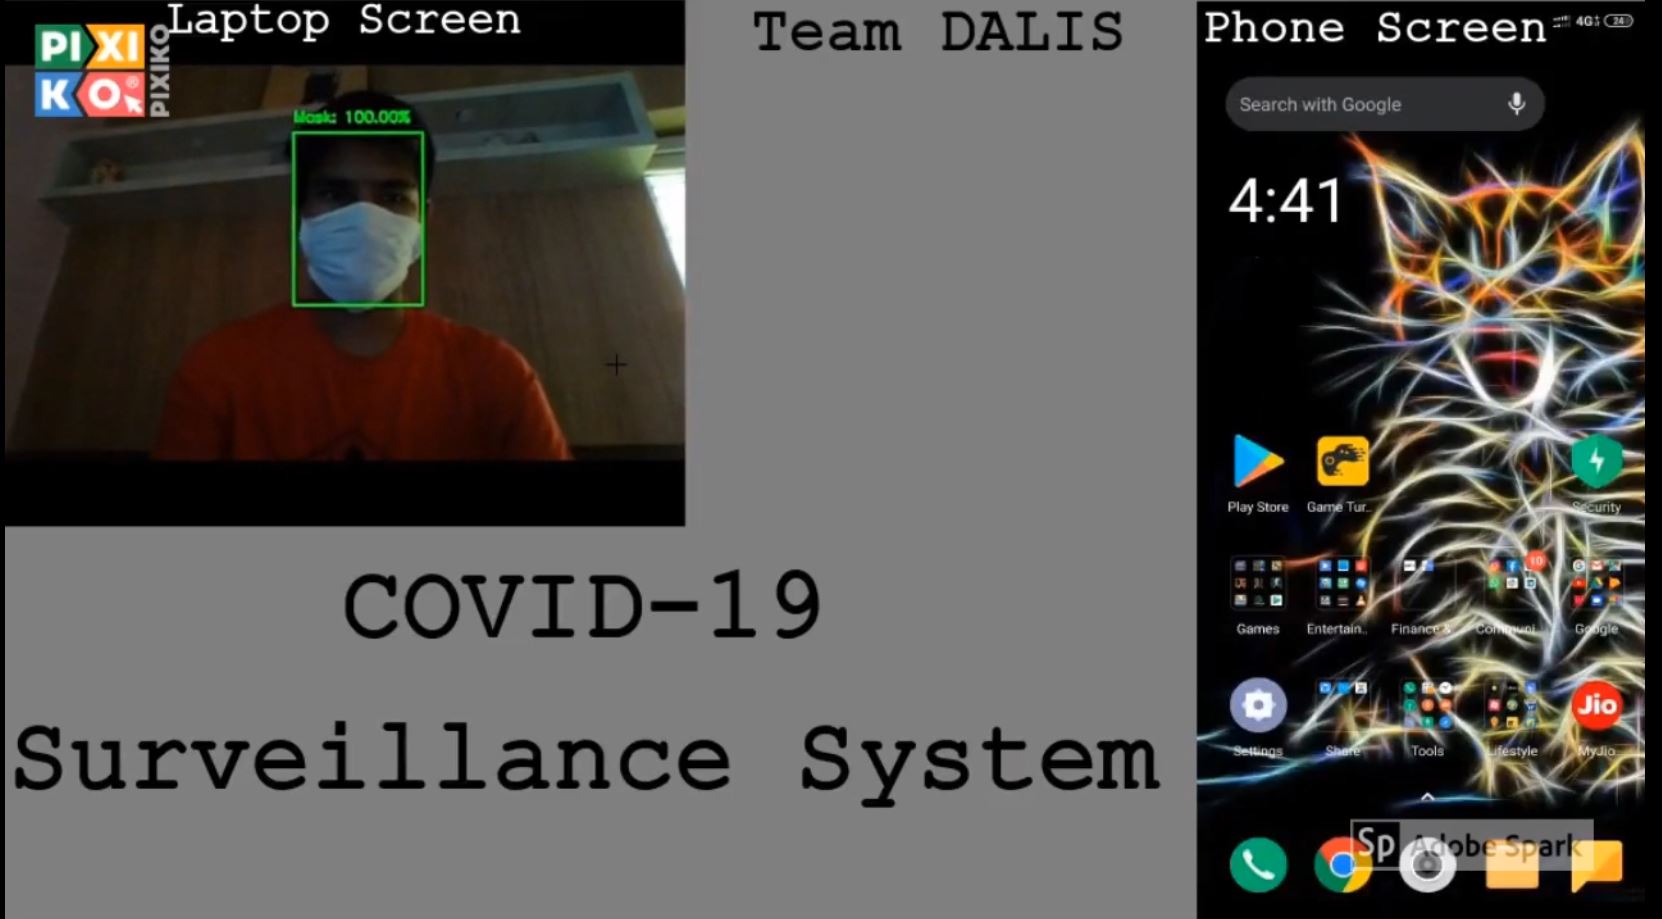 Laptop Screen
PIXI
KO®
PIXIKO
Mask: 100.00%
Team DALIS
COVID-19
Surveillance System
Phone Screen
4G
24
Search with Google
4:41
Play Store
Game Tur..
Security
10
Games
Entertain..
Finance &
Communi..
Google
Settings
Share
Tools
Lifestyle
Jio
MyJio
Sp Adobe Spark